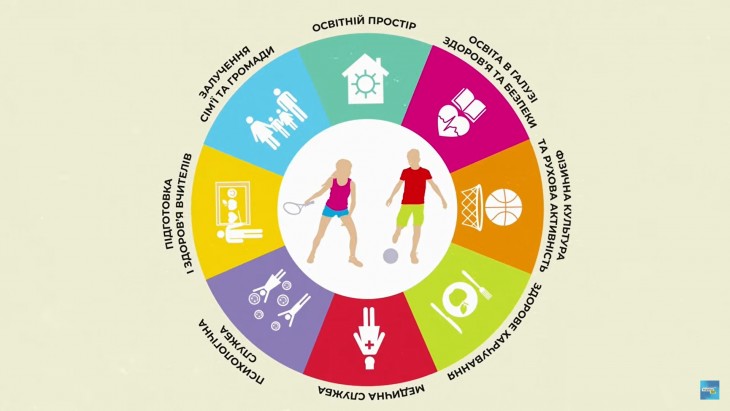 ОСВІТНІЙ ПРОСТІР
ОСВІТА В ГАЛУЗІ
ЗДОРОВ'Я ТА БЕЗПЕКИ
ФІЗИЧНА КУЛЬТУРА
ТА РУХОВА АКТИВНІСТЬ
ЗДОРОВЕ ХАРЧУВАННЯ
МЕДИЧНА СЛУЖБА
ПСИХОЛОГІЧНА
СЛУЖБА
ПІДГОТОВКА
І ЗДОРОВ'Я ВЧИТЕЛІВ
ЗАЛУЧЕННЯ
СІМ'Ї ТА ГРОМАДИ